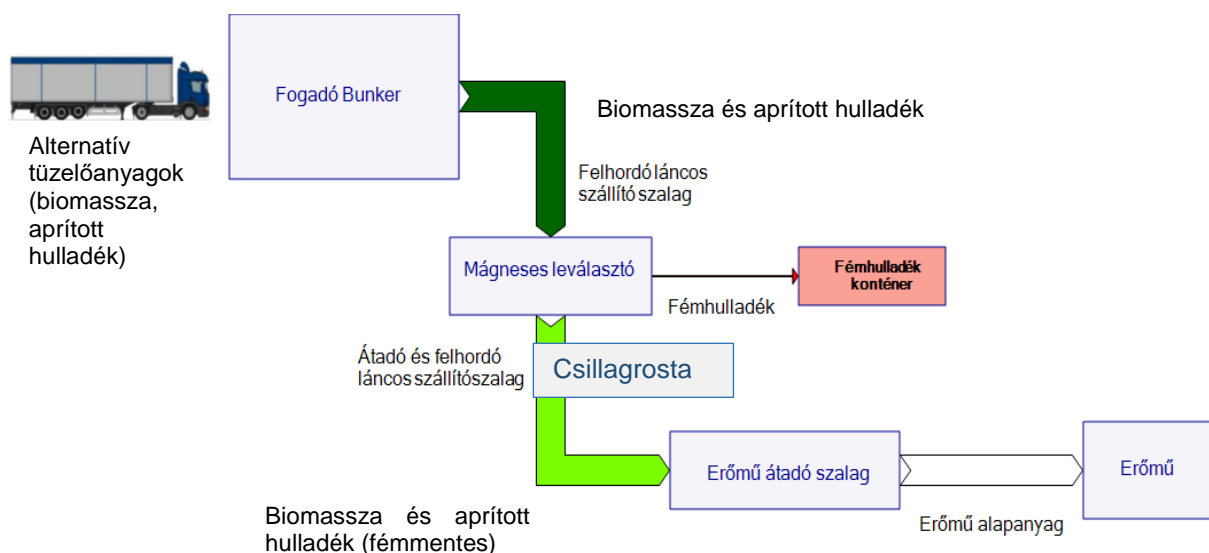 Fogadó Bunker
Biomassza és aprított hulladék
Alternatív
tüzelőanyagok
(biomassza,
aprított
hulladék)
Felhordó láncos
szállító szalag
Mágneses leválasztó
Fémhulladék
konténer
Fémhulladék
Átadó és felhordó
láncos szállítószalag
Csillagrosta
Erőmű átadó szalag
Erőmű
Erőmű alapanyag
Biomassza és aprított
hulladék (fémmentes)